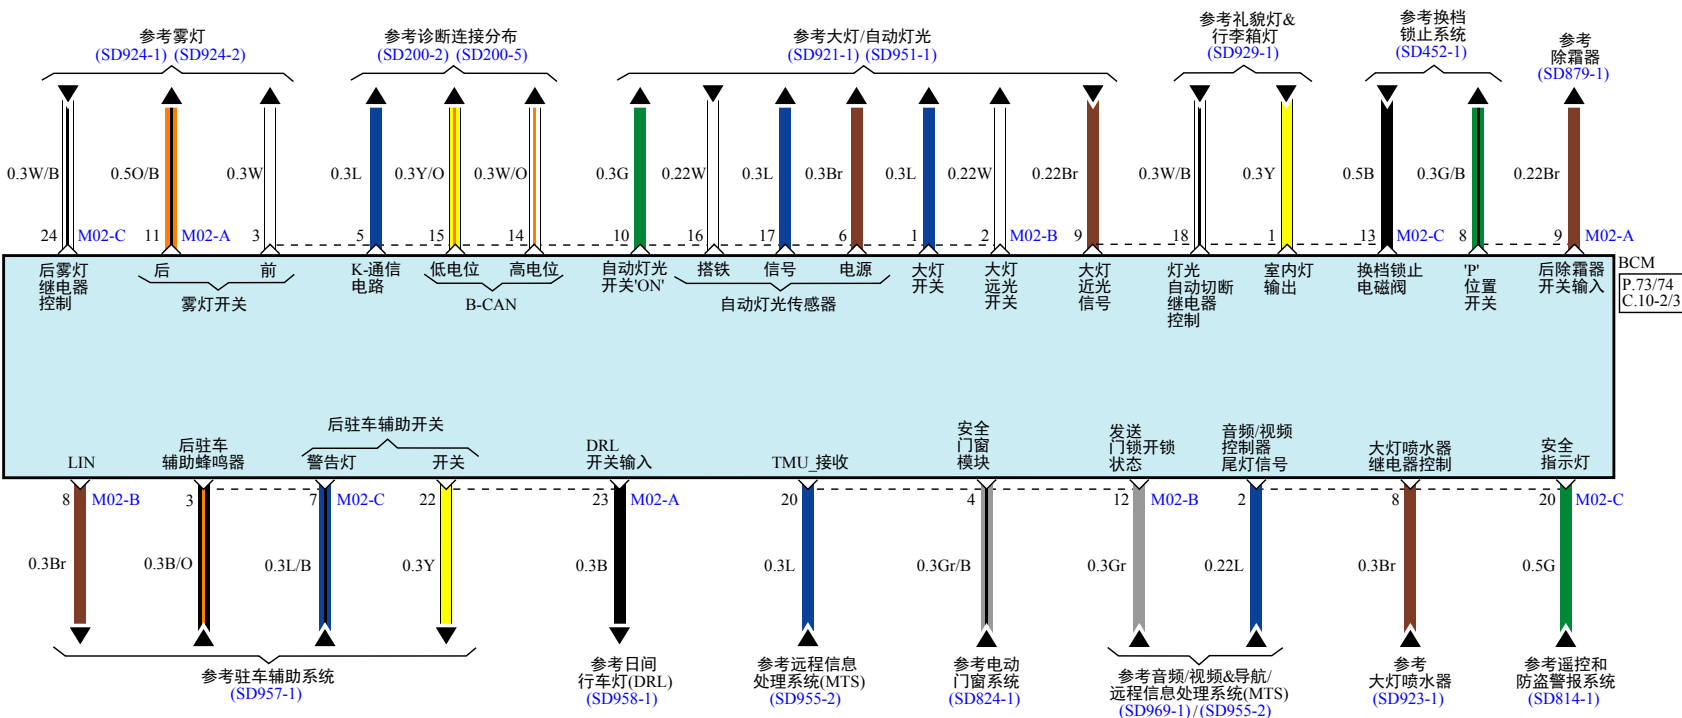 参考雾灯
(SD924-1) (SD924-2)
参考诊断连接分布
(SD200-2) (SD200-5)
参考大灯/自动灯光
(SD921-1) (SD951-1)
参考礼貌灯&
行李箱灯
(SD929-1)
参考换档
锁止系统
(SD452-1)
参考
除霜器
(SD879-1)
0.3W/B
0.5O/B
0.3W
0.3L
0.3Y/O
0.3W/O
0.3G
0.22W
0.3L
0.3Br
0.3L
0.22W
0.22Br
0.3W/B
0.3Y
0.5B
0.3G/B
0.22Br
24 M02-C
11 M02-A
3
5
15
14
10
16
17
6
1
2 M02-B
9
18
1
13 M02-C
8
9 M02-A
后雾灯
继电器
控制
后
前
雾灯开关
K-通信
电路
低电位
高电位
B-CAN
自动灯光
开关'ON'
搭铁
信号
电源
自动灯光传感器
大灯
开关
大灯
远光
开关
大灯
近光
信号
灯光
自动切断
继电器
控制
室内灯
输出
换档锁止
电磁阀
'P'
位置
开关
后除霜器
开关输入
BCM
P.73/74
C.10-2/3
LIN
后驻车
辅助蜂鸣器
后驻车辅助开关
警告灯
开关
DRL
开关输入
TMU_接收
安全
门窗
模块
发送
门锁开锁
状态
音频/视频
控制器
尾灯信号
大灯喷水器
继电器控制
安全
指示灯
8 M02-B
3
7 M02-C
22
23 M02-A
20
4
12 M02-B
2
8
20 M02-C
0.3Br
0.3B/O
0.3L/B
0.3Y
0.3B
0.3L
0.3Gr/B
0.3Gr
0.22L
0.3Br
0.5G
参考驻车辅助系统
(SD957-1)
参考日间
行车灯(DRL)
(SD958-1)
参考远程信息
处理系统(MTS)
(SD955-2)
参考电动
门窗系统
(SD824-1)
参考音频/视频&导航/
远程信息处理系统(MTS)
(SD969-1)/(SD955-2)
参考
大灯喷水器
(SD923-1)
参考遥控和
防盗警报系统
(SD814-1)